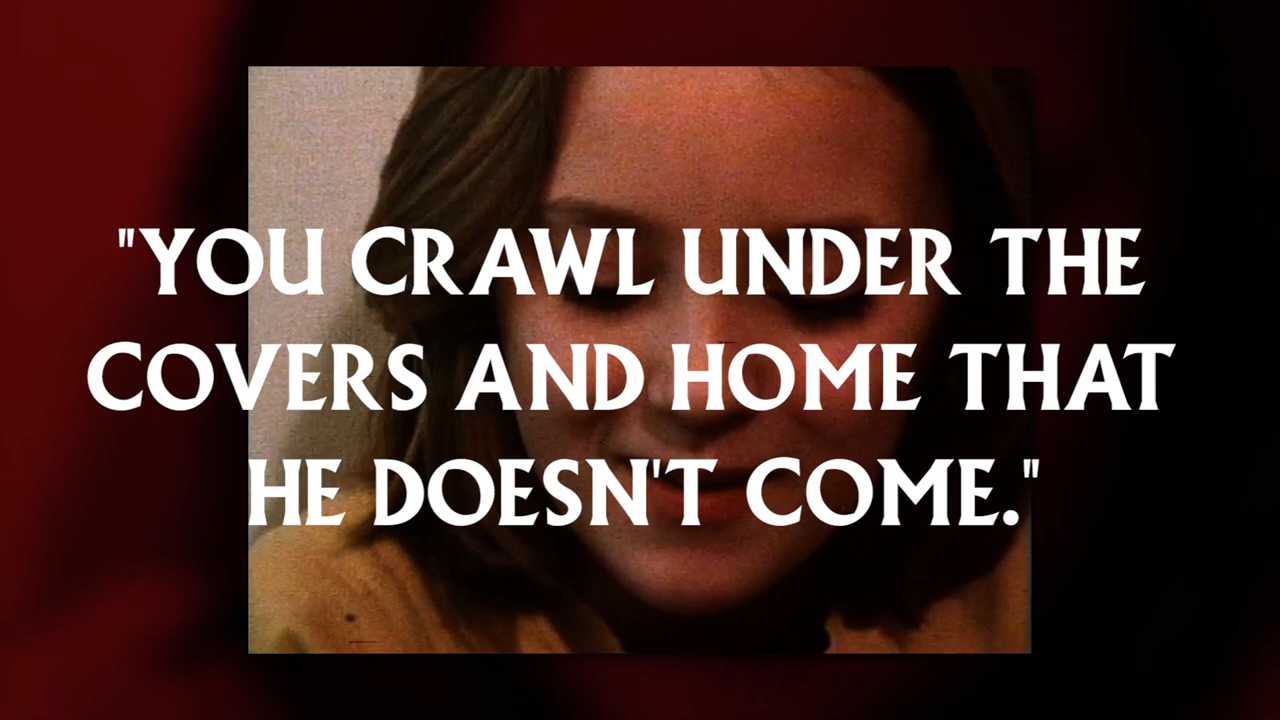 "YOU CRAWL UNDER THE
COVERS AND HOME THAT
HE DOESN'T COME."